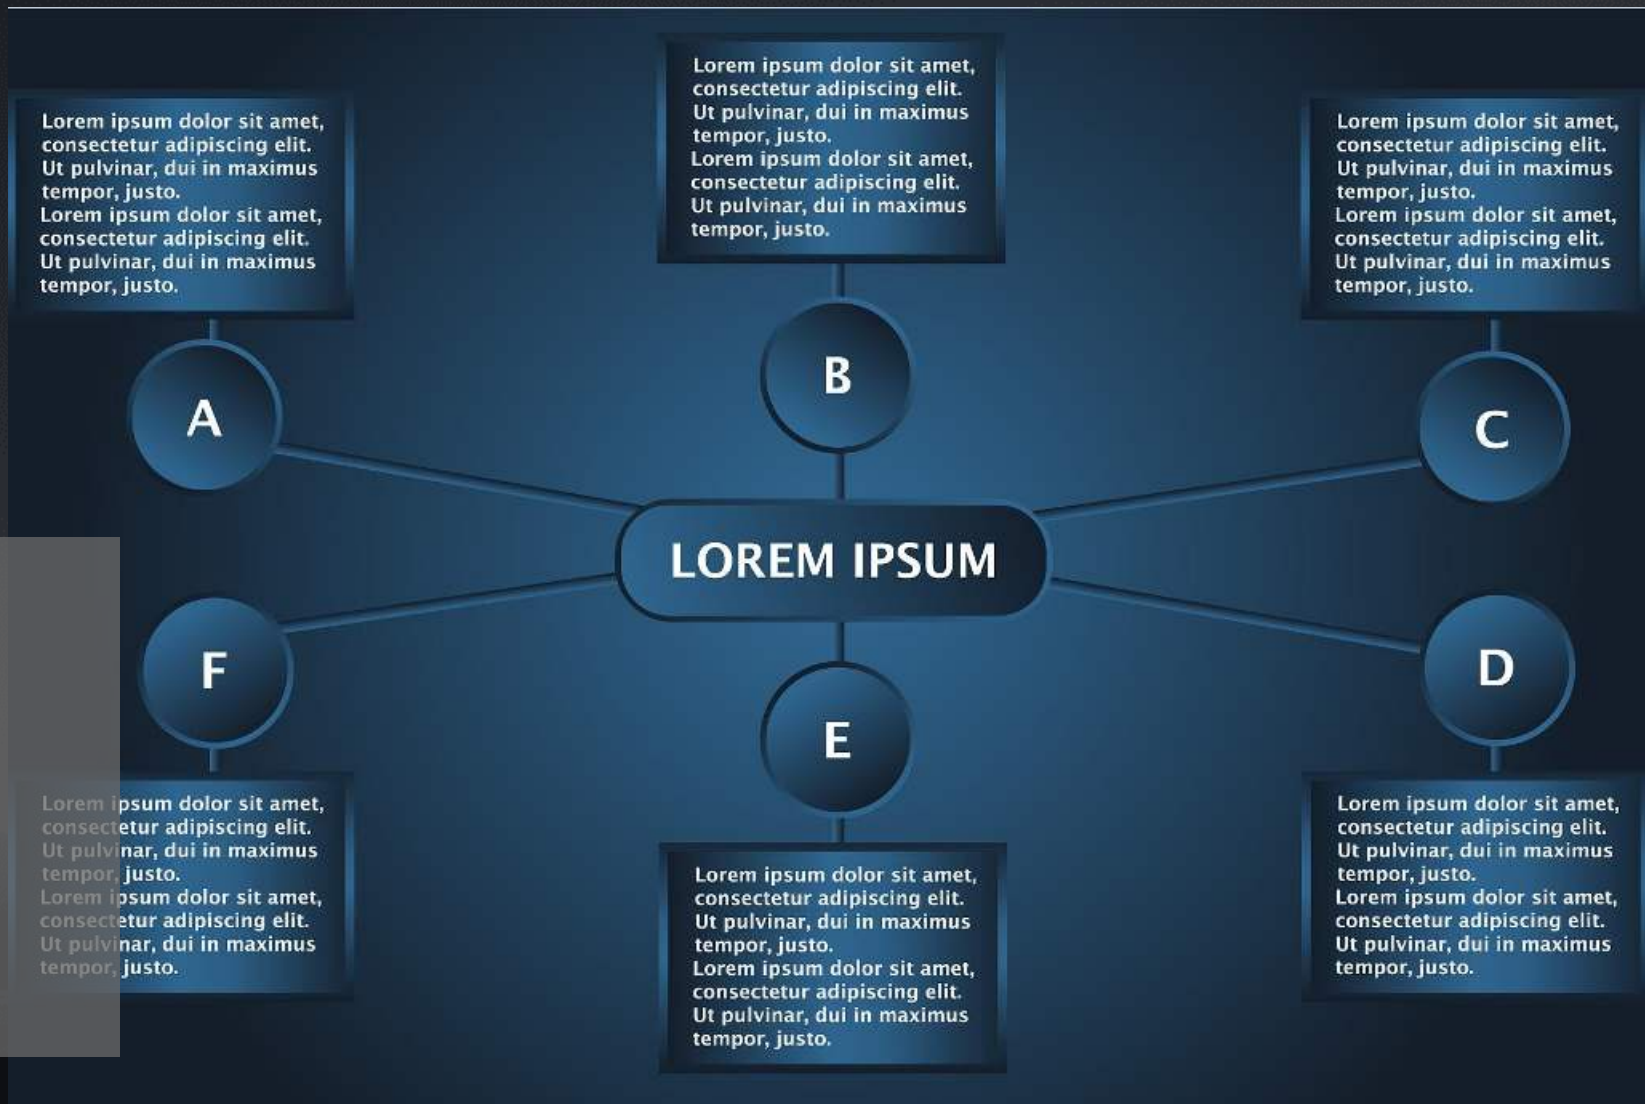 Lorem ipsum dolor sit amet,
consectetur adipiscing elit.
Ut pulvinar, dui in maximus
tempor, justo.
Lorem ipsum dolor sit amet,
consectetur adipiscing elit.
Ut pulvinar, dui in maximus
tempor, justo.
A
Lorem ipsum dolor sit amet,
consectetur adipiscing elit.
Ut pulvinar, dui in maximus
tempor, justo.
Lorem ipsum dolor sit amet,
consectetur adipiscing elit.
Ut pulvinar, dui in maximus
tempor, justo.
B
Lorem ipsum dolor sit amet,
consectetur adipiscing elit.
Ut pulvinar, dui in maximus
tempor, justo.
Lorem ipsum dolor sit amet,
consectetur adipiscing elit.
Ut pulvinar, dui in maximus
tempor, justo.
C
LOREM IPSUM
F
Lorem ipsum dolor sit amet,
consectetur adipiscing elit.
Ut pulvinar, dui in maximus
tempor, justo.
Lorem ipsum dolor sit amet,
consectetur adipiscing elit.
Ut pulvinar, dui in maximus
tempor, justo.
E
Lorem ipsum dolor sit amet,
consectetur adipiscing elit.
Ut pulvinar, dui in maximus
tempor, justo.
Lorem ipsum dolor sit amet,
consectetur adipiscing elit.
Ut pulvinar, dui in maximus
tempor, justo.
D
Lorem ipsum dolor sit amet,
consectetur adipiscing elit.
Ut pulvinar, dui in maximus
tempor, justo.
Lorem ipsum dolor sit amet,
consectetur adipiscing elit.
Ut pulvinar, dui in maximus
tempor, justo.